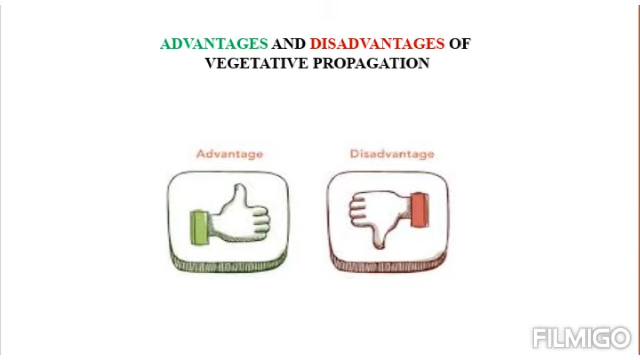 ADVANTAGES AND DISADVANTAGES OF
VEGETATIVE PROPAGATION
Advantage
Disadvantage
FILMIGO